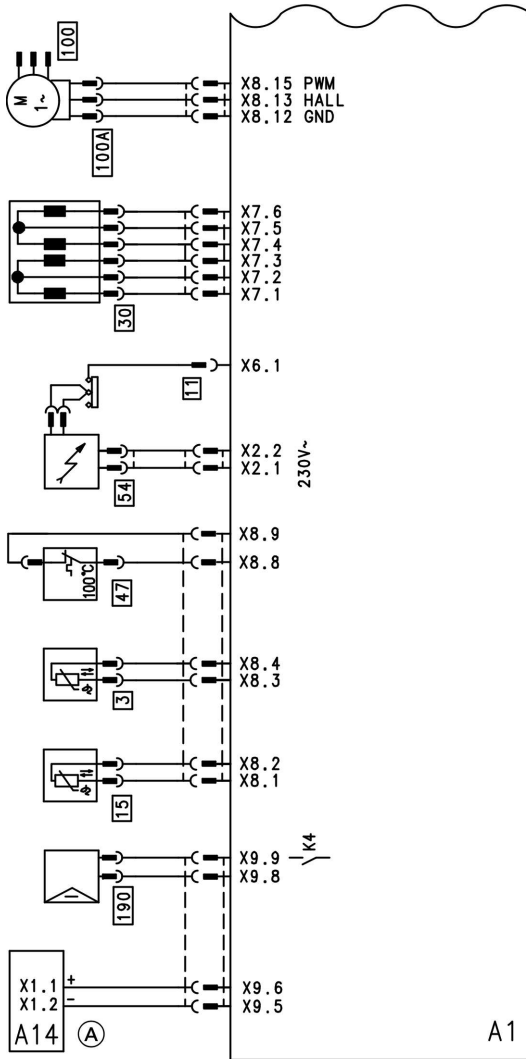 100
M
1~
100A
X8.15 PWM
X8.13 HALL
X8.12 GND
X7.6
X7.5
X7.4
X7.3
X7.2
X7.1
30
X6.1
11
X2.2
X2.1
230V~
54
X8.9
X8.8
100°C
47
X8.4
X8.3
3
X8.2
X8.1
15
X9.9
K4
X9.8
190
X1.1 +
X1.2 -
X9.6
X9.5
A14
A
A1